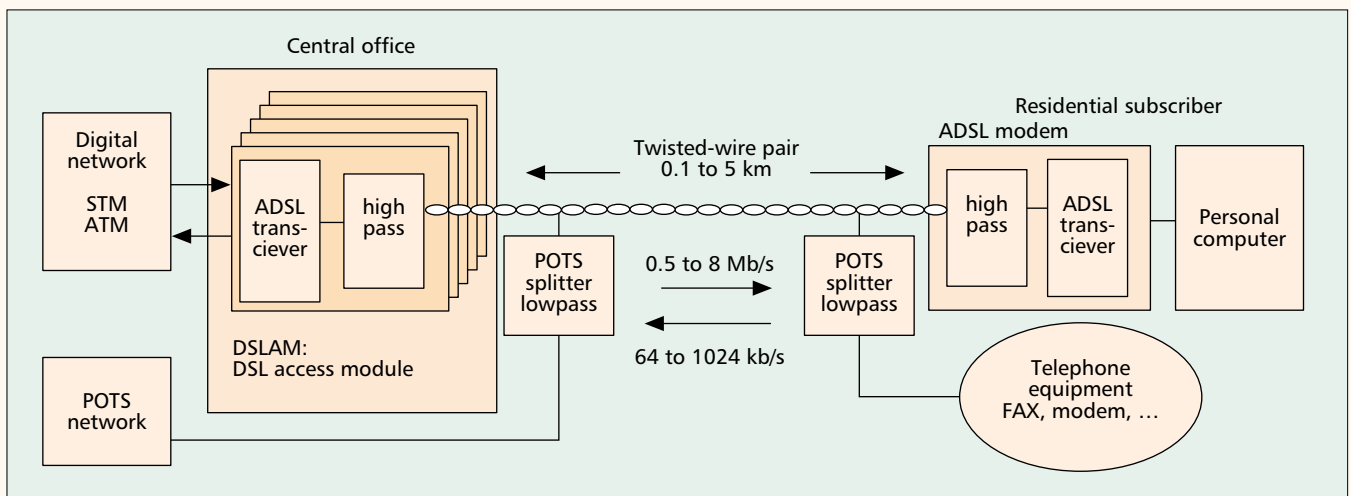 Central office
Digital
network
STM
ATM
ADSL
trans-
ciever
high
pass
DSLAM:
DSL access module
POTS
network
Twisted-wire pair
0.1 to 5 km
POTS
splitter
lowpass
0.5 to 8 Mb/s
64 to 1024 kb/s
POTS
splitter
lowpass
Residential subscriber
ADSL modem
high
pass
ADSL
trans-
ciever
Personal
computer
Telephone
equipment
FAX, modem, …